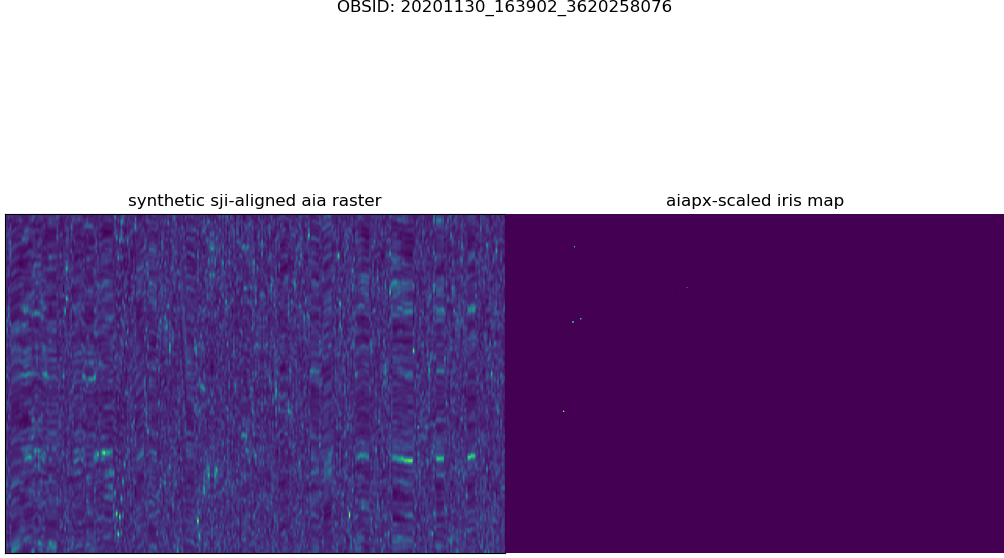 OBSID: 20201130_163902_3620258076
synthetic sji-aligned aia raster
aiapx-scaled iris map